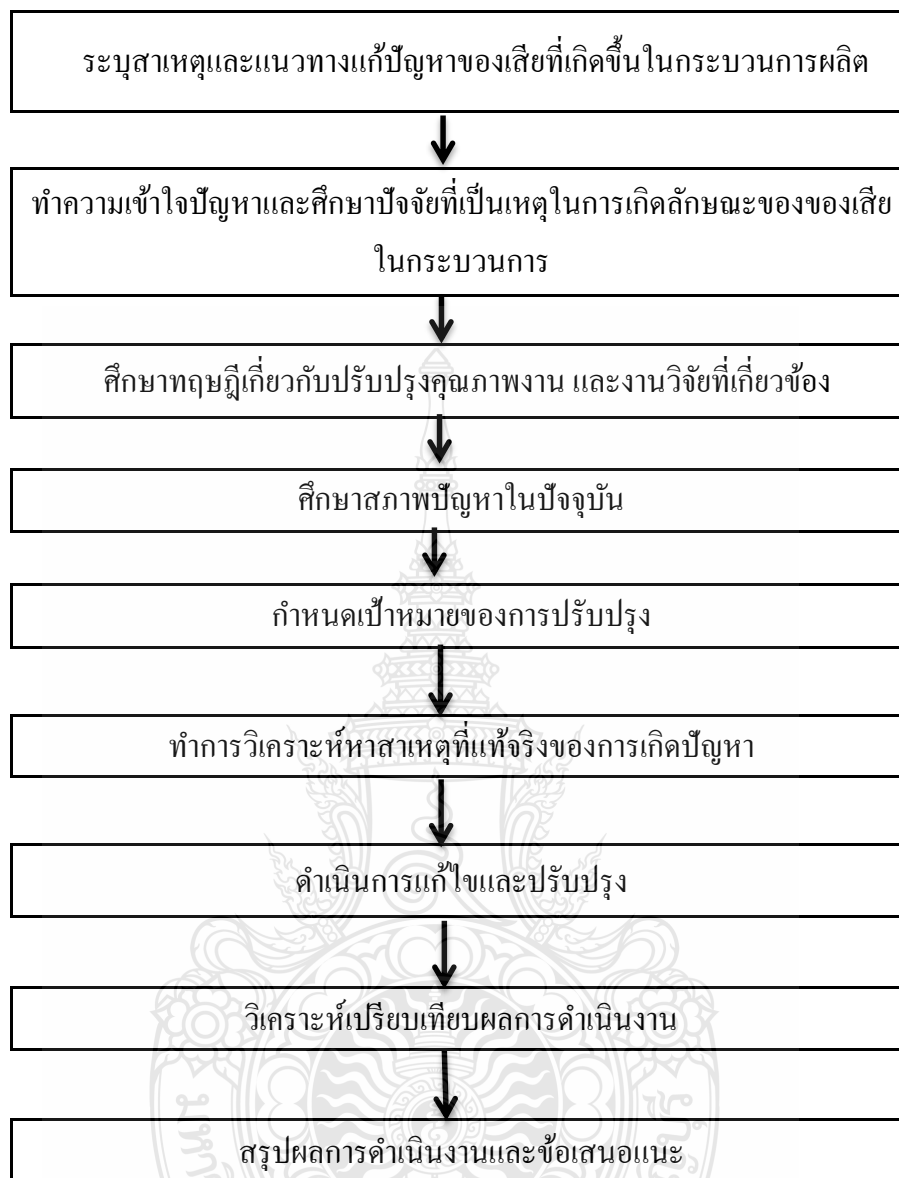 ระบุสาเหตุและแนวทางแก้ปัญหาของเสียที่เกิดขึ้นในกระบวนการผลิต
ทำความเข้าใจปัญหาและศึกษาปัจจัยที่เป็นเหตุในการเกิดลักษณะของของเสีย
ในกระบวนการ
ศึกษาทฤษฎีเกี่ยวกับปรับปรุงคุณภาพงาน และงานวิจัยที่เกี่ยวข้อง
ศึกษาสภาพปัญหาในปัจจุบัน
กำหนดเป้าหมายของการปรับปรุง
ทำการวิเคราะห์หาสาเหตุที่แท้จริงของการเกิดปัญหา
ดำเนินการแก้ไขและปรับปรุง
วิเคราะห์เปรียบเทียบผลการดำเนินงาน
สรุปผลการดำเนินงานและข้อเสนอแนะ